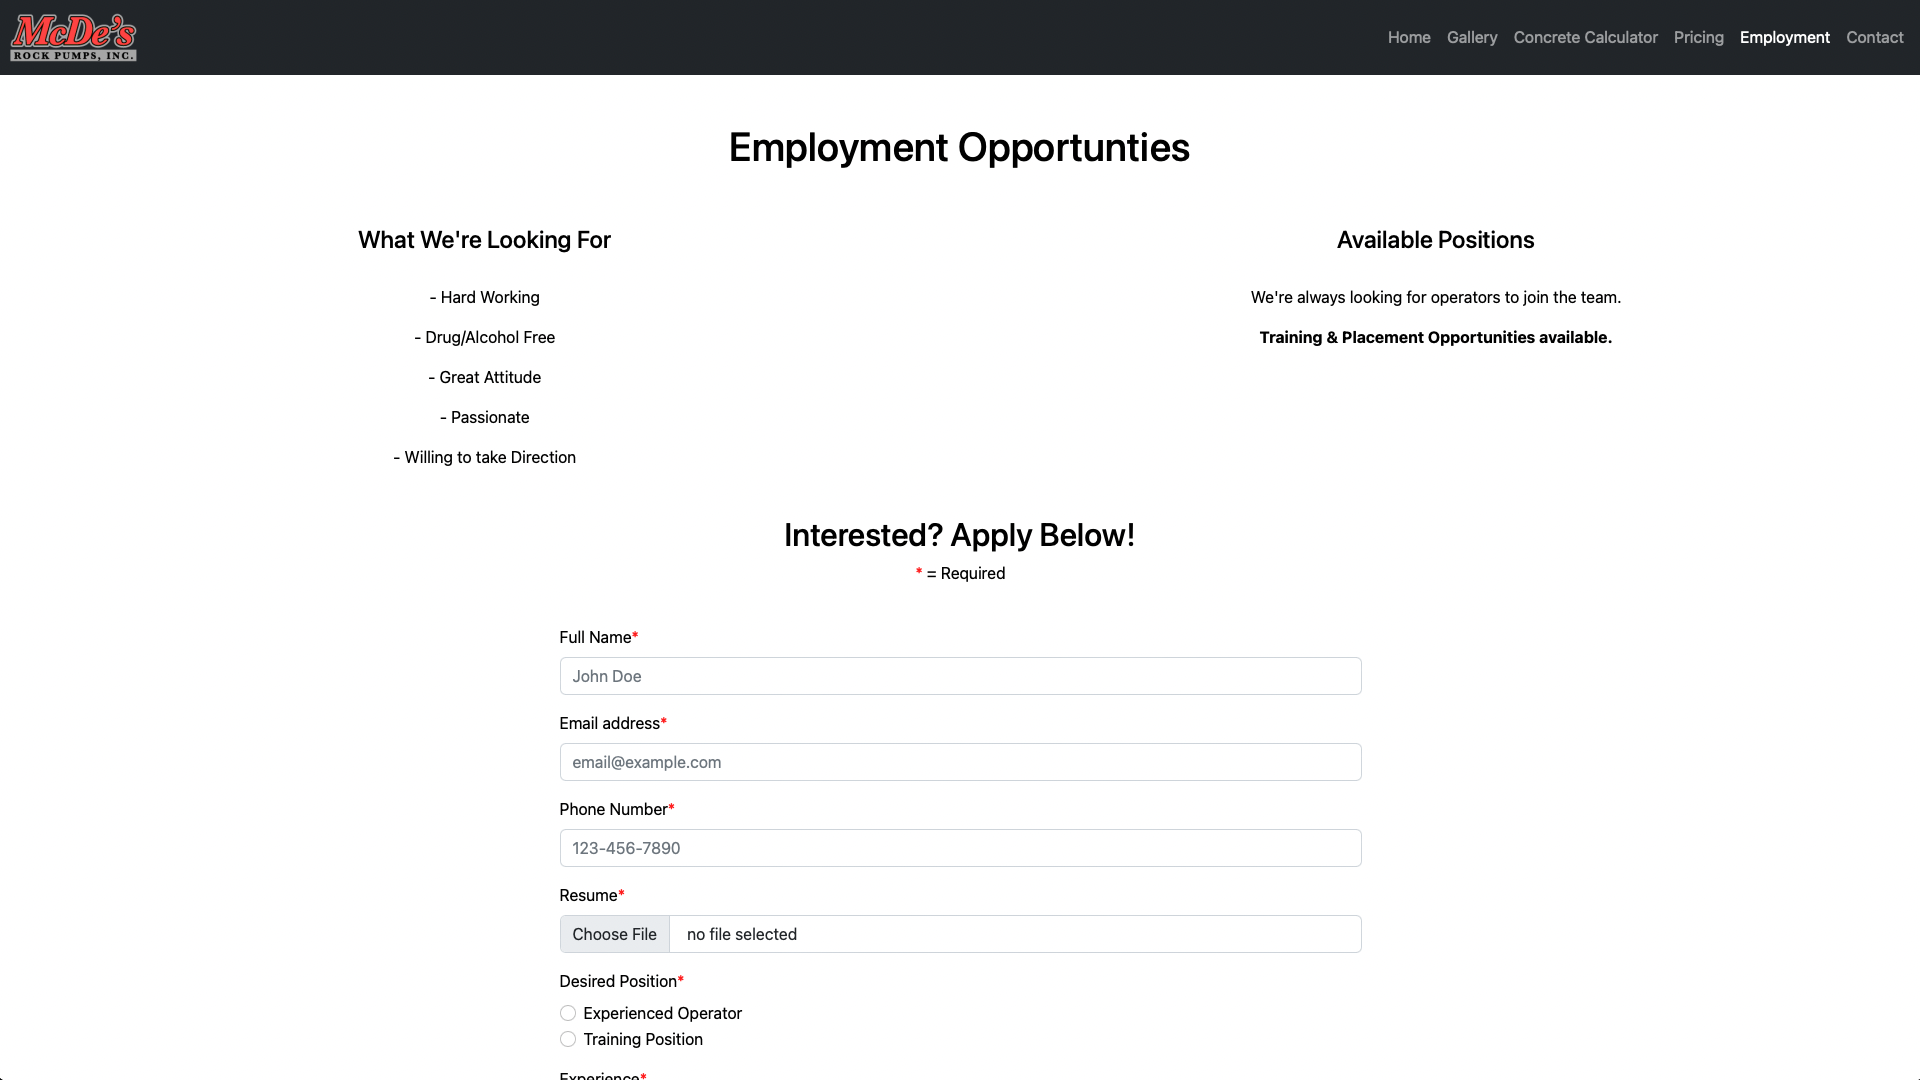 McDe's
ROCK PUMPS, INC.
Home Gallery Concrete Calculator Pricing Employment Contact
Employment Opportunties
What We're Looking For
- Hard Working
- Drug/Alcohol Free
- Great Attitude
- Passionate
- Willing to take Direction
Available Positions
We're always looking for operators to join the team.
Training & Placement Opportunities available.
Interested? Apply Below!
* = Required
Full Name*
John Doe
Email address*
email@example.com
Phone Number*
123-456-7890
Resume*
Choose File no file selected
Desired Position*
Experienced Operator
Training Position
Experience*